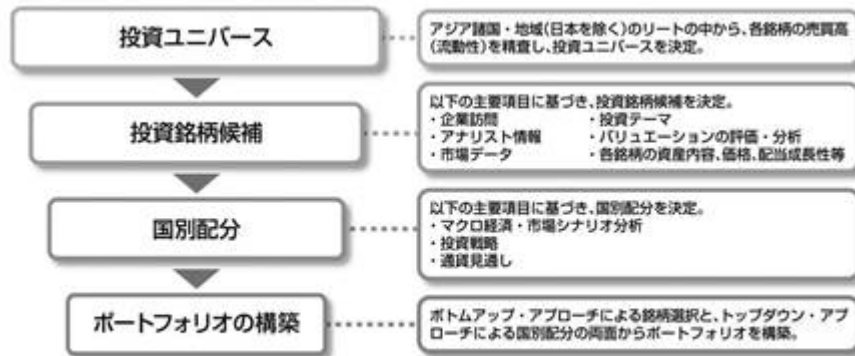 投資ユニバース
アジア諸国・地域(日本を除く)のリートの中から、各銘柄の売買高
(流動性)を精査し、投資ユニバースを決定。
投資銘柄候補
以下の主要項目に基づき、投資銘柄候補を決定。
・企業訪問 ・投資テーマ
・アナリスト情報 ・バリュエーションの評価・分析
・市場データ ・各銘柄の資産内容、価格、配当成長性等
国別配分
以下の主要項目に基づき、国別配分を決定。
・マクロ経済・市場シナリオ分析
・投資戦略
・通貨見通し
ポートフォリオの構築
ボトムアップ・アプローチによる銘柄選択と、トップダウン・アプ
ローチによる国別配分の両面からポートフォリオを構築。